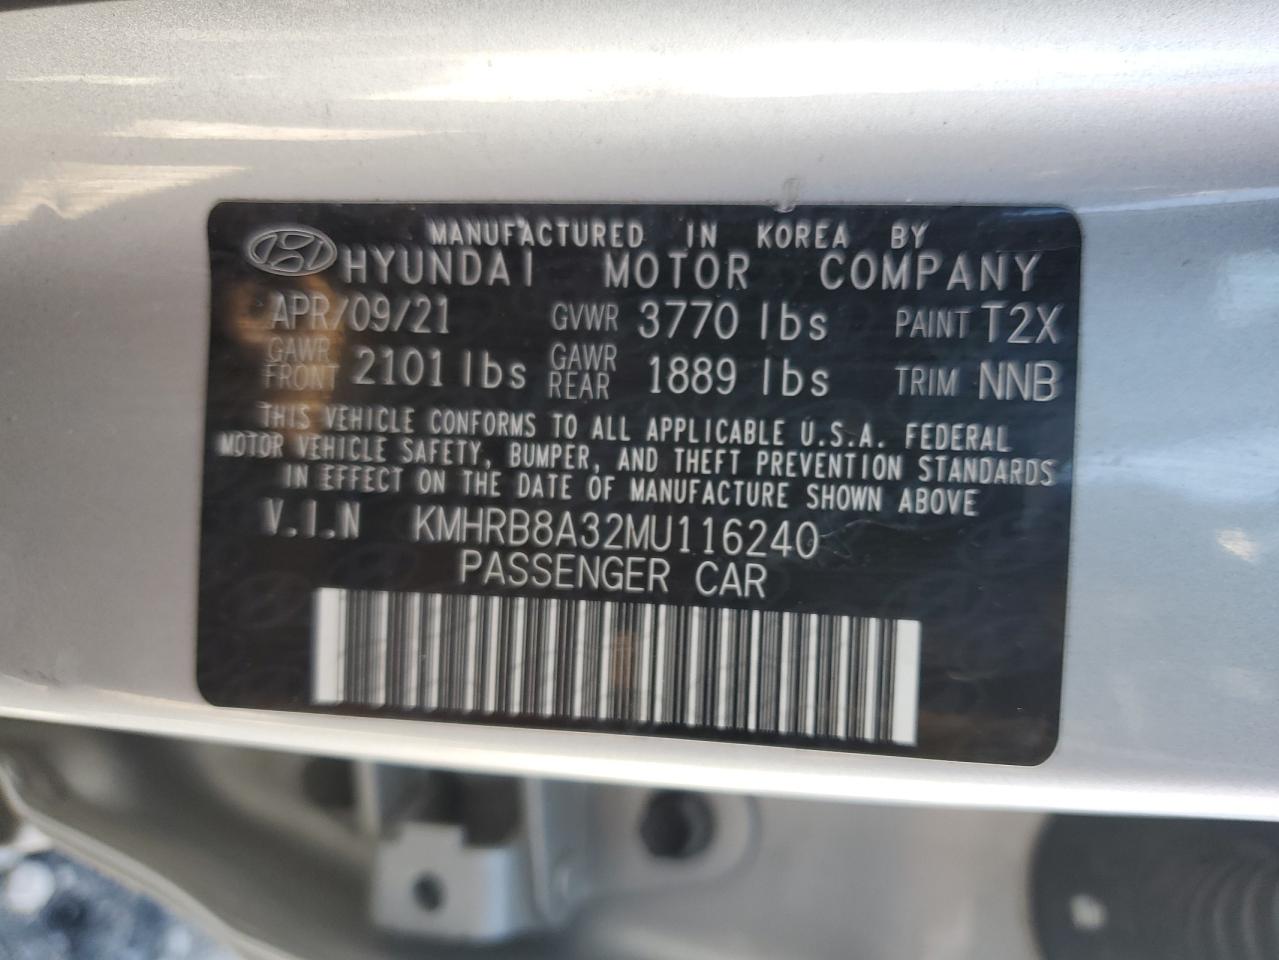 MANUFACTURED IN KOREA BY
HYUNDAI MOTOR COMPANY
APR/09/21 GVWR 3770 lbs PAINT T2X
GAWR FRONT 2101 lbs GAWR REAR 1889 lbs TRIM NNB
THIS VEHICLE CONFORMS TO ALL APPLICABLE U.S.A. FEDERAL
MOTOR VEHICLE SAFETY, BUMPER, AND THEFT PREVENTION STANDARDS
IN EFFECT ON THE DATE OF MANUFACTURE SHOWN ABOVE
V.I.N KMHRB8A32MU116240
PASSENGER CAR